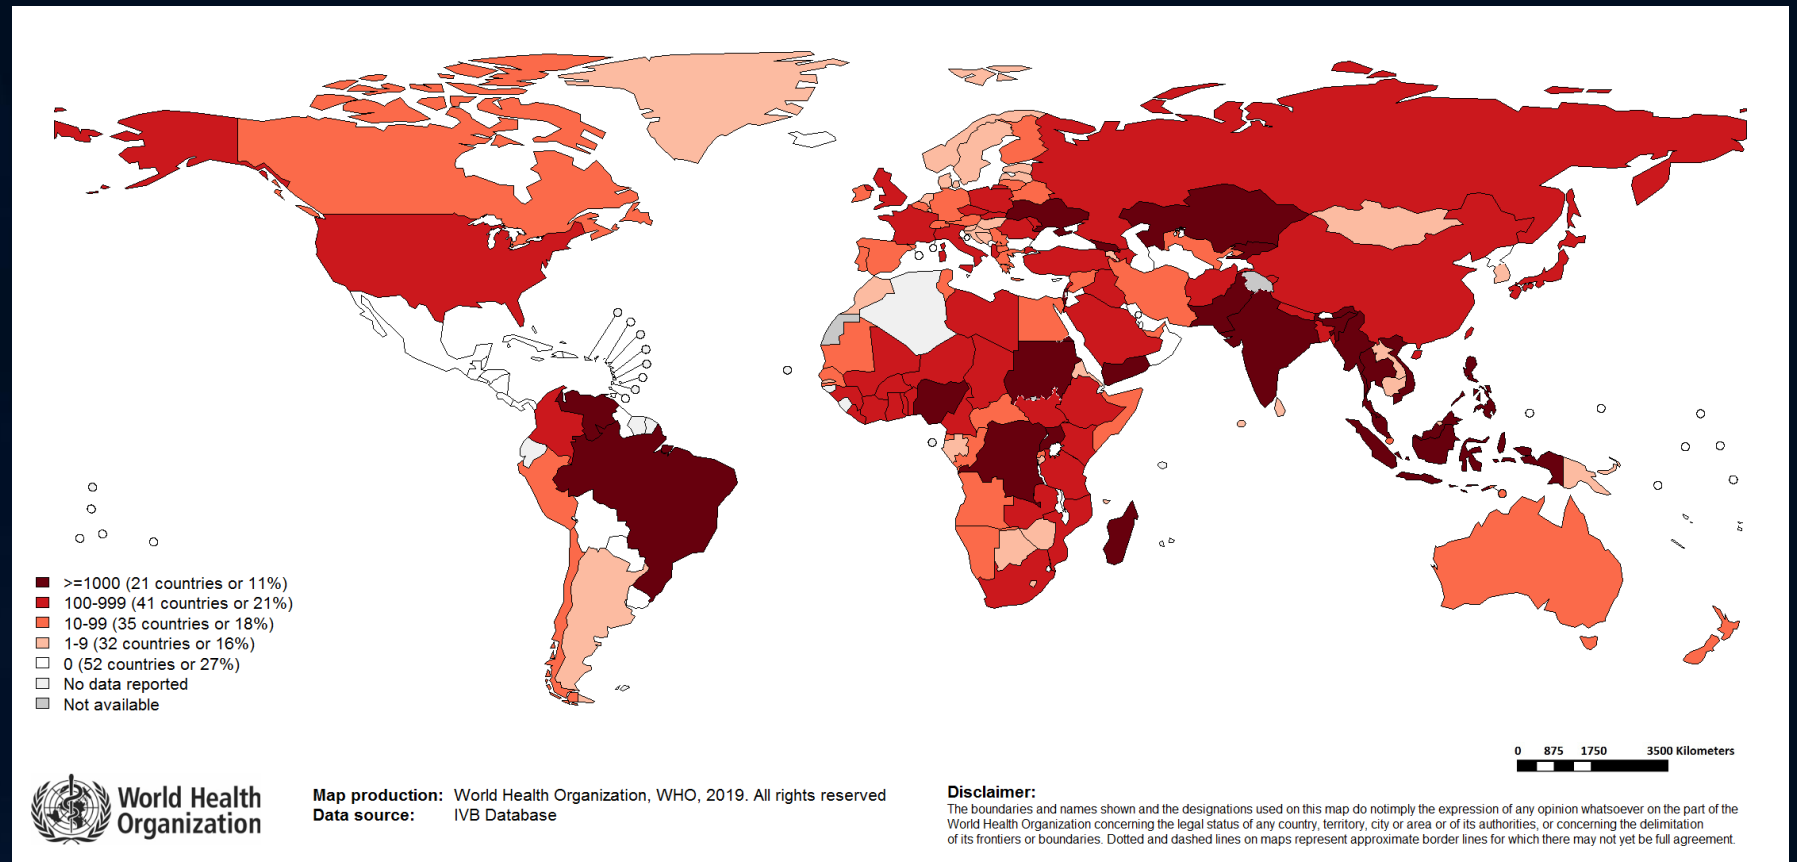 >=1000 (21 countries or 11%)
100-999 (41 countries or 21%)
10-99 (35 countries or 18%)
1-9 (32 countries or 16%)
0 (52 countries or 27%)
No data reported
Not available
0 875 1750 3500 Kilometers
World Health
Organization
Map production: World Health Organization, WHO, 2019. All rights reserved
Data source: IVB Database
Disclaimer:
The boundaries and names shown and the designations used on this map do notimply the expression of any opinion whatsoever on the part of the
World Health Organization concerning the legal status of any country, territory, city or area or of its authorities, or concerning the delimitation
of its frontiers or boundaries. Dotted and dashed lines on maps represent approximate border lines for which there may not yet be full agreement.